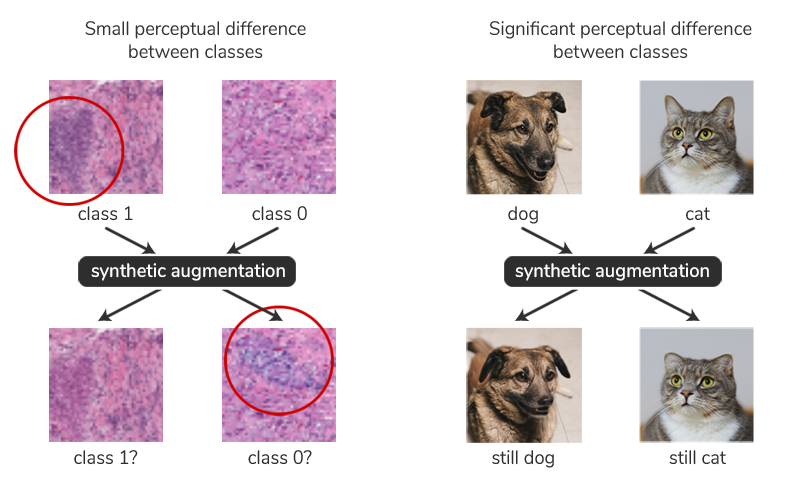 Small perceptual difference
between classes
class 1
class 0
synthetic augmentation
class 1?
class 0?
Significant perceptual difference
between classes
dog
cat
synthetic augmentation
still dog
still cat